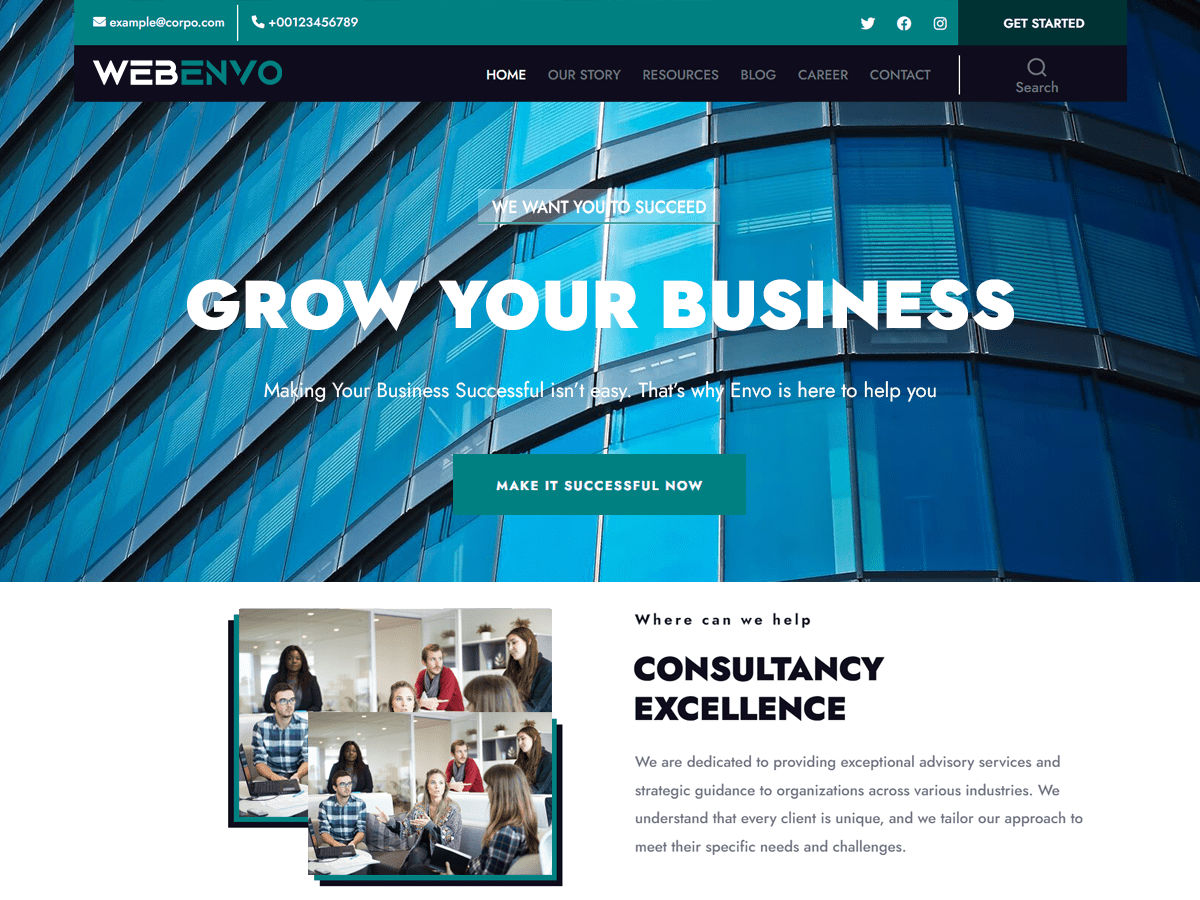 example@corpo.com
+00123456789
GET STARTED
WEBENVO
HOME OUR STORY RESOURCES BLOG CAREER CONTACT
Search
WE WANT YOU TO SUCCEED
GROW YOUR BUSINESS
Making Your Business Successful isn't easy. That's why Envo is here to help you
MAKE IT SUCCESSFUL NOW
Where can we help
CONSULTANCY
EXCELLENCE
We are dedicated to providing exceptional advisory services and
strategic guidance to organizations across various industries. We
understand that every client is unique, and we tailor our approach to
meet their specific needs and challenges.